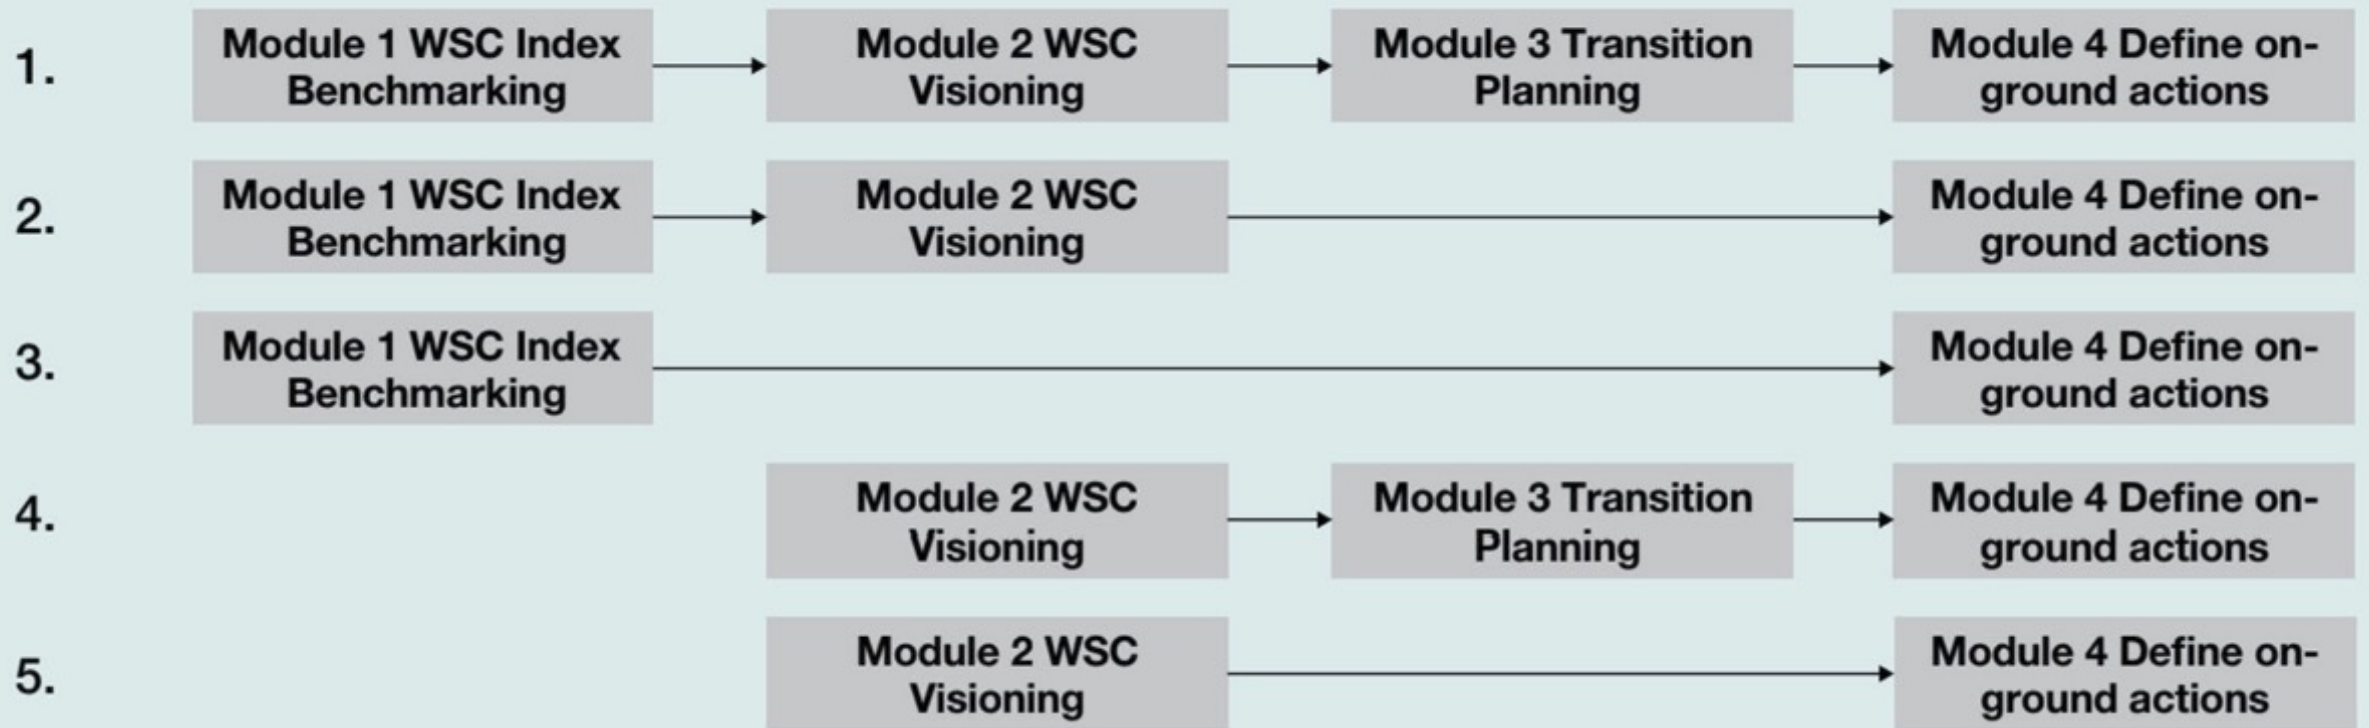 1.
Module 1 WSC Index
Benchmarking
Module 2 WSC
Visioning
Module 3 Transition
Planning
Module 4 Define on-
ground actions
2.
Module 1 WSC Index
Benchmarking
Module 2 WSC
Visioning
Module 4 Define on-
ground actions
3.
Module 1 WSC Index
Benchmarking
Module 4 Define on-
ground actions
4.
Module 2 WSC
Visioning
Module 3 Transition
Planning
Module 4 Define on-
ground actions
5.
Module 2 WSC
Visioning
Module 4 Define on-
ground actions